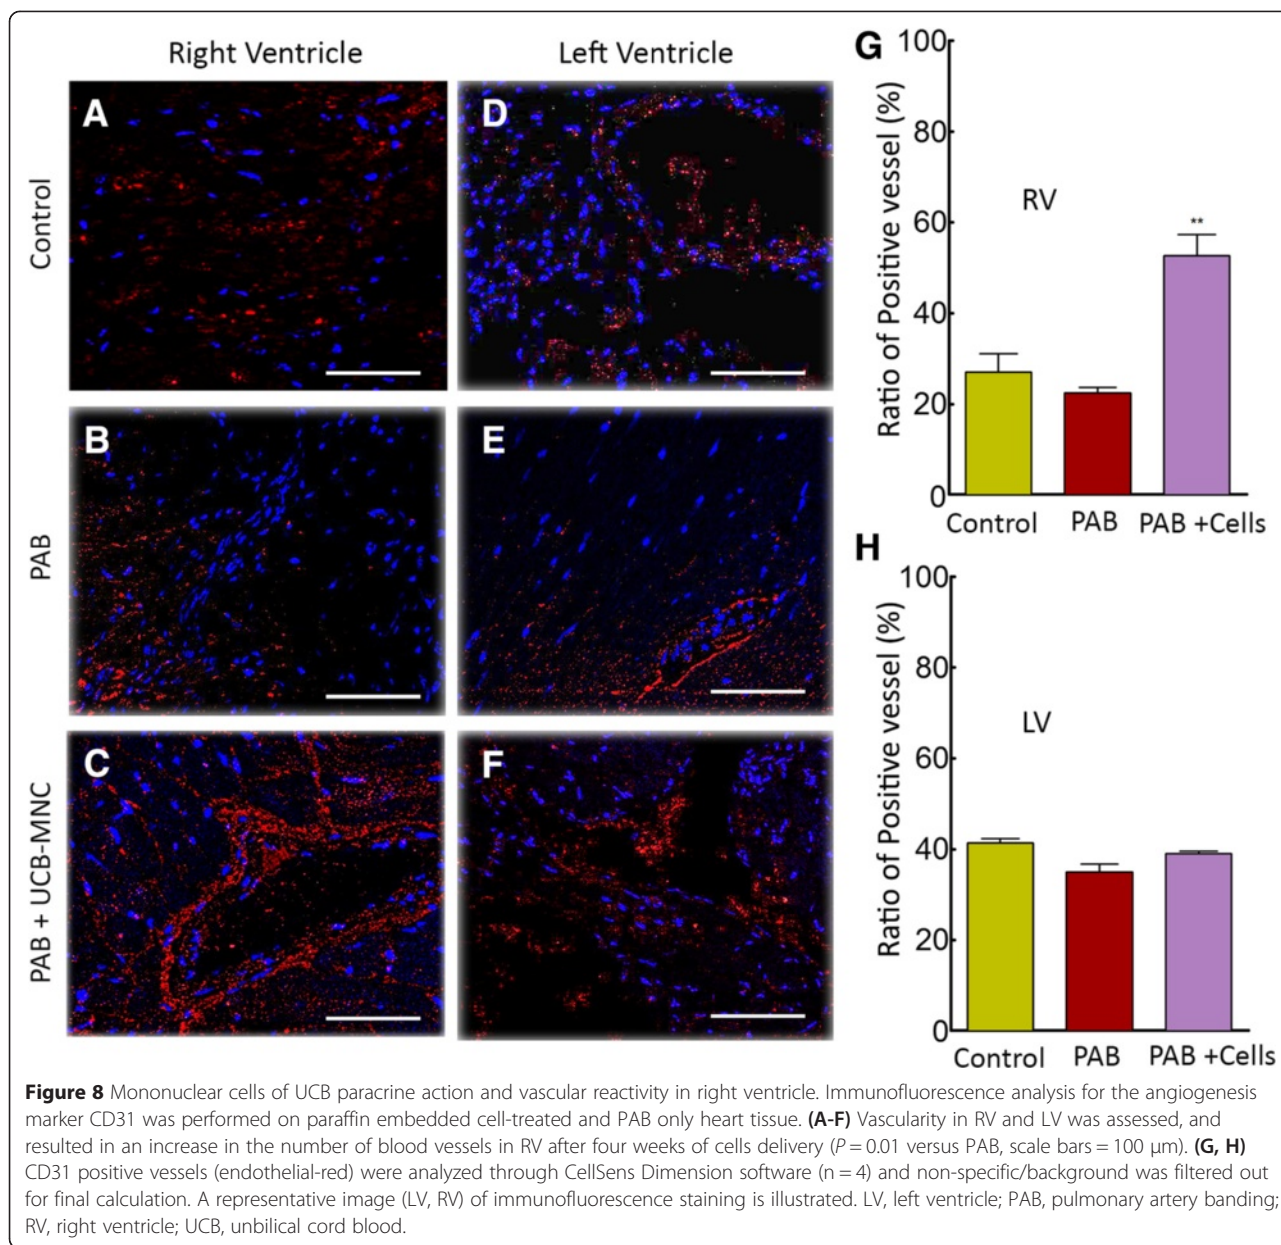 Right Ventricle
Left Ventricle
Control
PAB
PAB + UCB-MNC
A
D
B
E
C
F
G
100
80
60
40
20
0
Ratio of Positive vessel (%)
RV
**
Control
PAB
PAB +Cells
H
100
80
60
40
20
0
Ratio of Positive vessel (%)
LV
Control
PAB
PAB +Cells
Figure 8 Mononuclear cells of UCB paracrine action and vascular reactivity in right ventricle. Immunofluorescence analysis for the angiogenesis
marker CD31 was performed on paraffin embedded cell-treated and PAB only heart tissue. (A-F) Vascularity in RV and LV was assessed, and
resulted in an increase in the number of blood vessels in RV after four weeks of cells delivery (P = 0.01 versus PAB, scale bars = 100 μm). (G, H)
CD31 positive vessels (endothelial-red) were analyzed through CellSens Dimension software (n = 4) and non-specific/background was filtered out
for final calculation. A representative image (LV, RV) of immunofluorescence staining is illustrated. LV, left ventricle; PAB, pulmonary artery banding;
RV, right ventricle; UCB, unbilical cord blood.